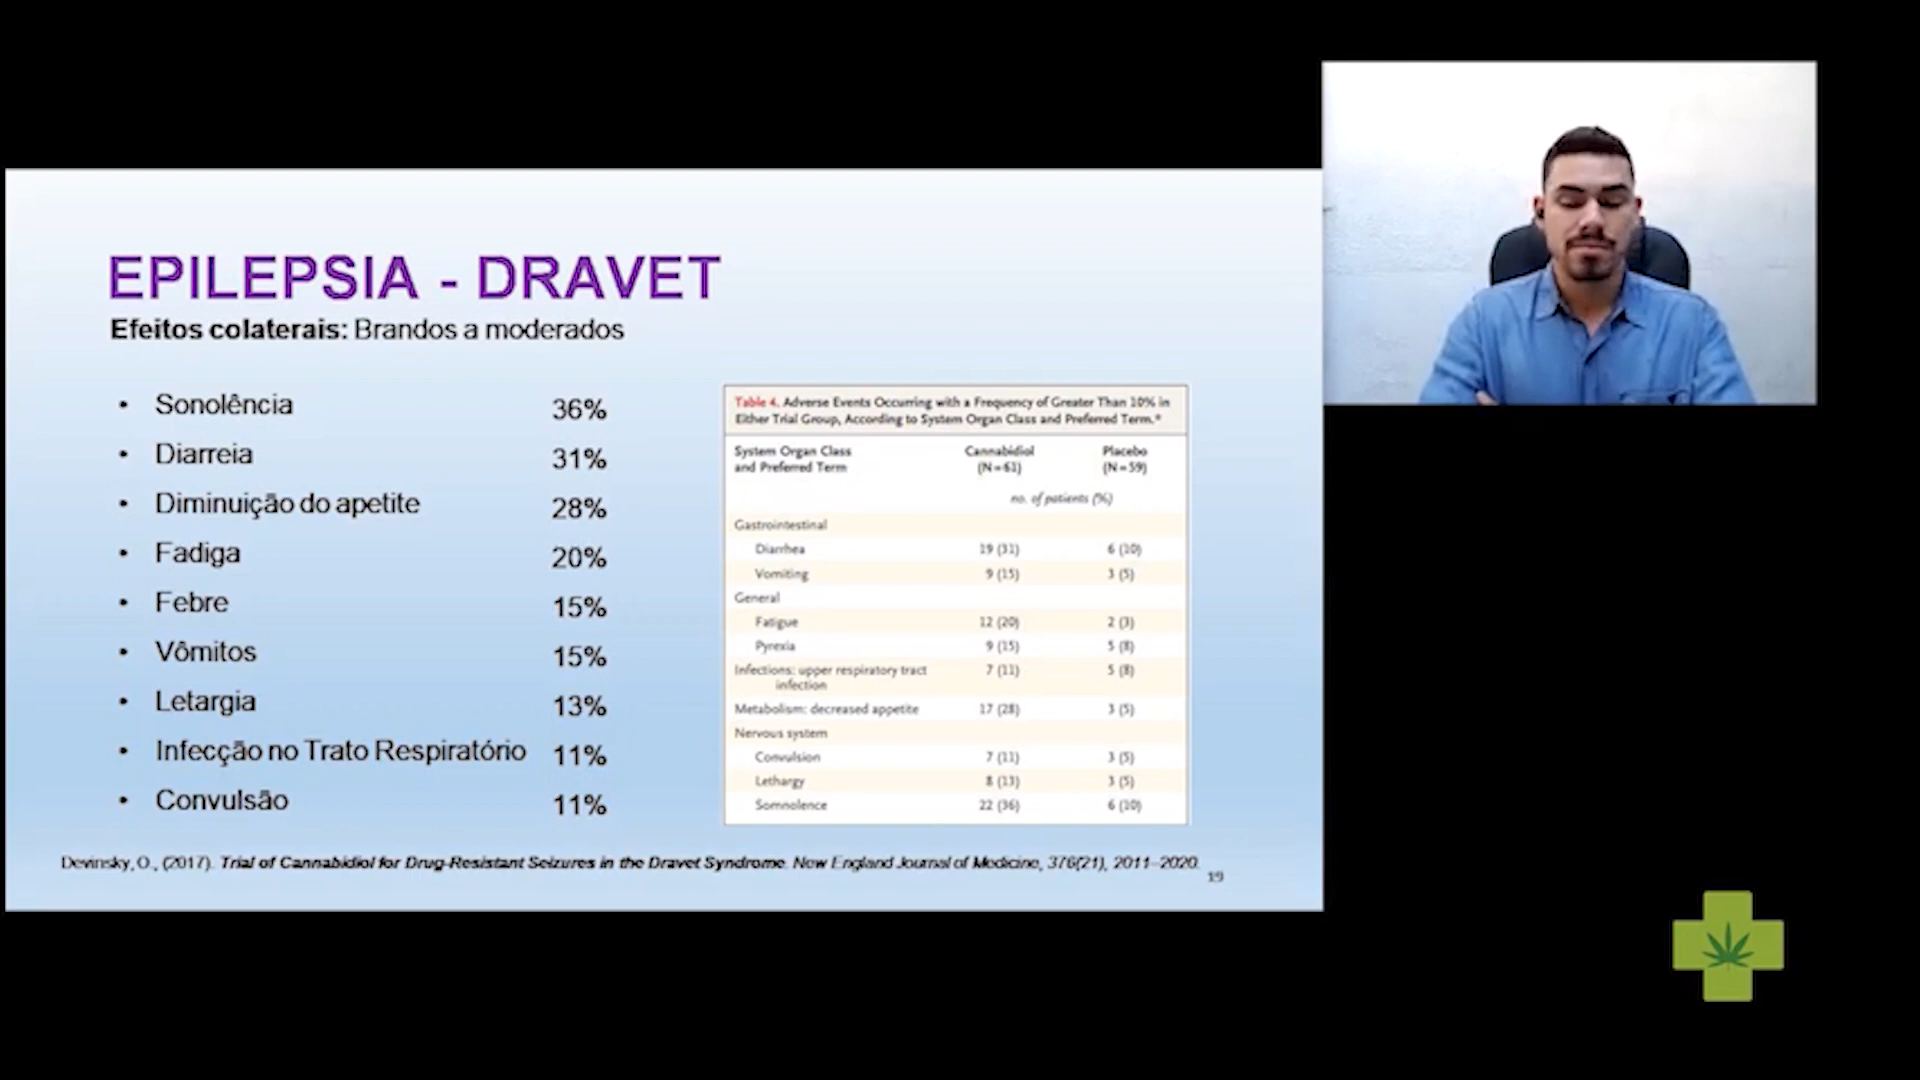 EPILEPSIA - DRAVET
Efeitos colaterais: Brandos a moderados
• Sonolência 36%
• Diarreia 31%
• Diminuição do apetite 28%
• Fadiga 20%
• Febre 15%
• Vômitos 15%
• Letargia 13%
• Infecção no Trato Respiratório 11%
• Convulsão 11%
Table 4. Adverse Events Occurring with a Frequency of Greater Than 10% in
Either Trial Group, According to System Organ Class and Preferred Term.*
System Organ Class Cannabidiol Placebo
and Preferred Term (N=61) (N=59)
no. of patients (%)
Gastrointestinal
Diarrhea 19 (31) 6 (10)
Vomiting 9 (15) 3 (5)
General
Fatigue 12 (20) 2 (3)
Pyrexia 9 (15) 5 (8)
Infections: upper respiratory tract 7 (11) 5 (8)
infection
Metabolism: decreased appetite 17 (28) 3 (5)
Nervous system
Convulsion 7 (11) 3 (5)
Lethargy 8 (13) 3 (5)
Somnolence 22 (36) 6 (10)
Devinsky, O., (2017). Trial of Cannabidiol for Drug-Resistant Seizures in the Dravet Syndrome. New England Journal of Medicine, 376(21), 2011–2020.
19